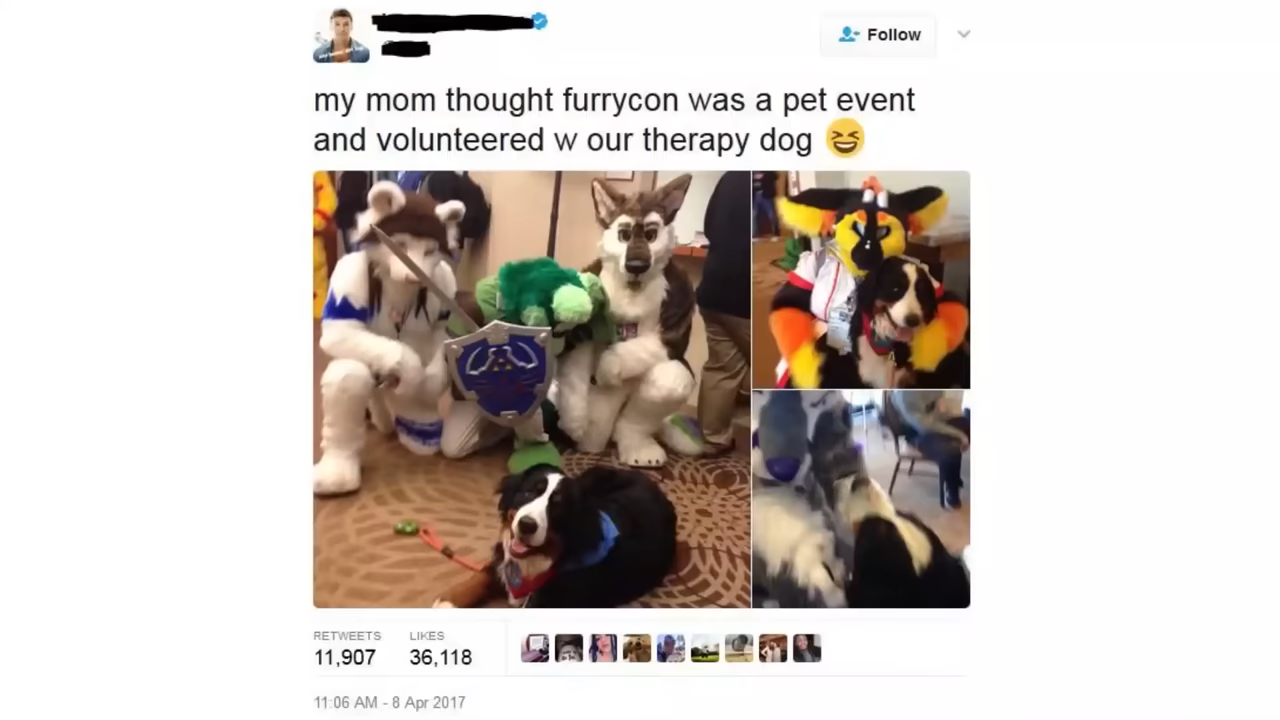 Follow
my mom thought furrycon was a pet event
and volunteered w our therapy dog
RETWEETS LIKES
11,907 36,118
11:06 AM - 8 Apr 2017